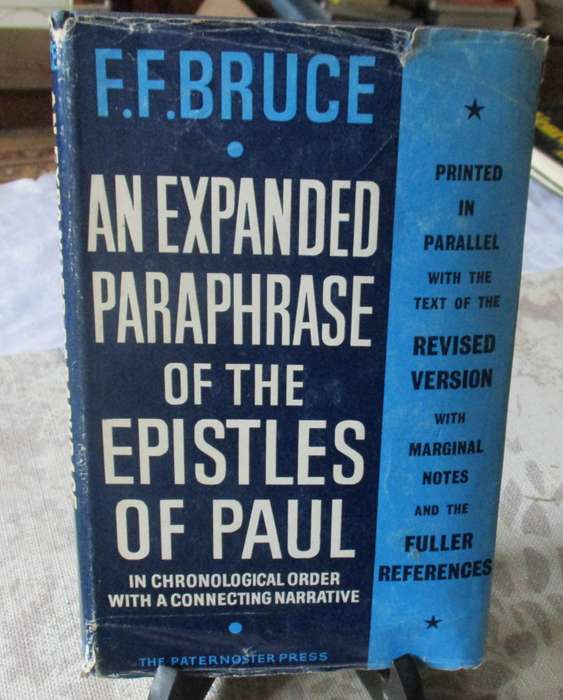 F.F.BRUCE
AN EXPANDED
PARAPHRASE
OF THE
EPISTLES
OF PAUL
IN CHRONOLOGICAL ORDER
WITH A CONNECTING NARRATIVE
THE PATERNOSTER PRESS
PRINTED
IN
PARALLEL
WITH THE
TEXT OF THE
REVISED
VERSION
WITH
MARGINAL
NOTES
AND THE
FULLER
REFERENCES